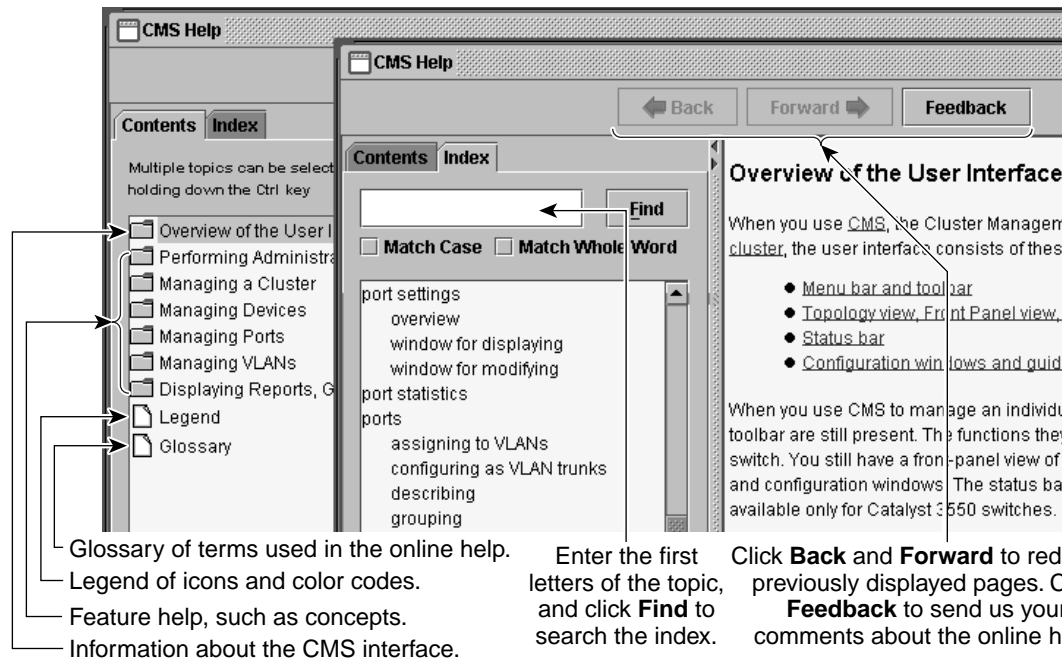 CMS Help
CMS Help
Back Forward Feedback
Contents Index
Multiple topics can be select
holding down the Ctrl key
Overview of the User I
Performing Administra
Managing a Cluster
Managing Devices
Managing Ports
Managing VLANs
Displaying Reports, G
Legend
Glossary
Contents Index
Find
Match Case Match Whole Word
port settings
overview
window for displaying
window for modifying
port statistics
ports
assigning to VLANs
configuring as VLAN trunks
describing
grouping
Overview of the User Interface
When you use CMS, the Cluster Managem
cluster, the user interface consists of thes
Menu bar and toolbar
Topology view, Front Panel view,
Status bar
Configuration windows and guid
When you use CMS to manage an individu
toolbar are still present. The functions they
switch. You still have a front-panel view of
and configuration windows. The status ba
available only for Catalyst 3550 switches.
Glossary of terms used in the online help.
Legend of icons and color codes.
Feature help, such as concepts.
Information about the CMS interface.
Enter the first
letters of the topic,
and click Find to
search the index.
Click Back and Forward to red
previously displayed pages. C
Feedback to send us your
comments about the online h